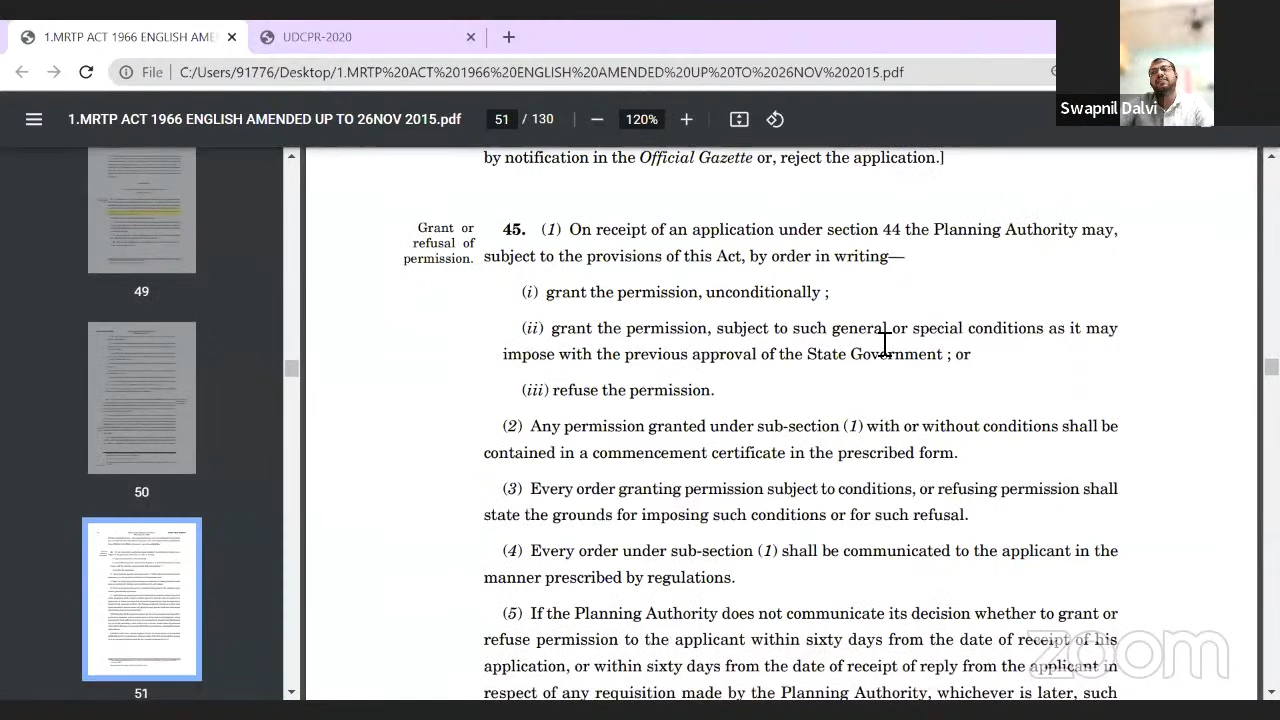 1.MRTP ACT 1966 ENGLISH AME
UDCPR-2020
File
C:/Users/91776/Desktop/1.MRTP%20ACT%201966%20ENGLISH%20AMENDED%20UP%20TO%2026NOV%202015.pdf
Swapnil Dalvi
1.MRTP ACT 1966 ENGLISH AMENDED UP TO 26NOV 2015.pdf
51 / 130
120%
by notification in the Official Gazette or, reject the application.]
Grant or
refusal of
permission.
45. (1) On receipt of an application under section 44 the Planning Authority may,
subject to the provisions of this Act, by order in writing—
(i) grant the permission, unconditionally ;
(ii) grant the permission, subject to such general or special conditions as it may
impose with the previous approval of the State Government ; or
(iii) refuse the permission.
(2) Any permission granted under sub-section (1) with or without conditions shall be
contained in a commencement certificate in the prescribed form.
(3) Every order granting permission subject to conditions, or refusing permission shall
state the grounds for imposing such conditions or for such refusal.
(4) Every order under sub-section (1) shall be communicated to the applicant in the
manner prescribed by regulations.
(5) If the Planning Authority does not communicate its decision whether to grant or
refuse permission to the applicant within sixty days from the date of receipt of his
application, or within sixty days from the date of receipt of reply from the applicant in
respect of any requisition made by the Planning Authority, whichever is later, such
49
50
51
zoom